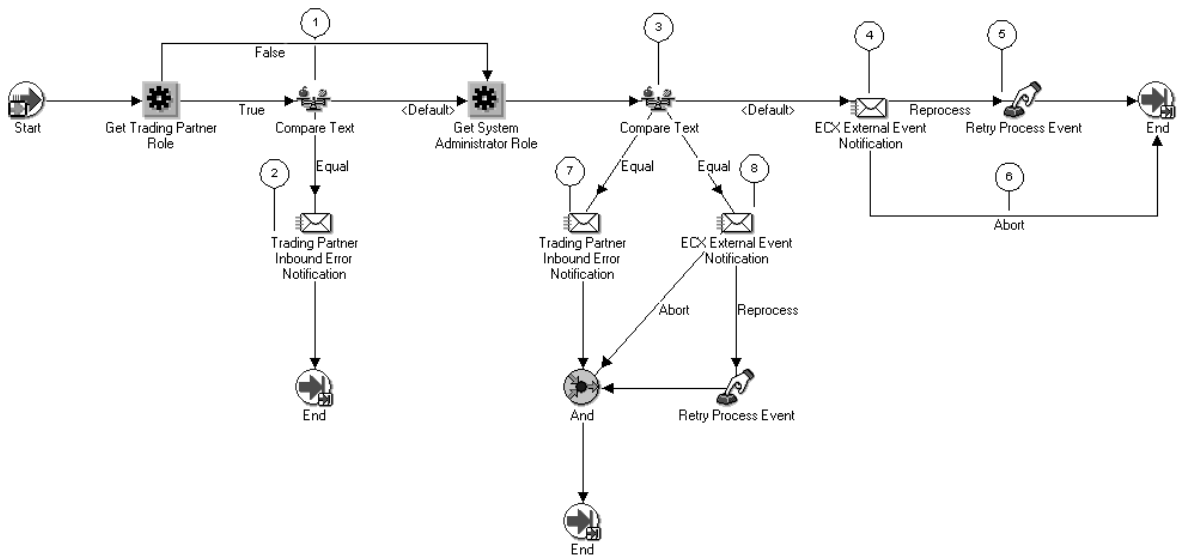 1
3
4
5
False
Start
Get Trading Partner
Role
True
Compare Text
<Default>
Get System
Administrator Role
Compare Text
<Default>
ECX External Event
Notification
Reprocess
Retry Process Event
End
2
Equal
7
Equal
Equal
8
6
Abort
Trading Partner
Inbound Error
Notification
Trading Partner
Inbound Error
Notification
ECX External Event
Notification
Abort
Reprocess
End
And
Retry Process Event
End